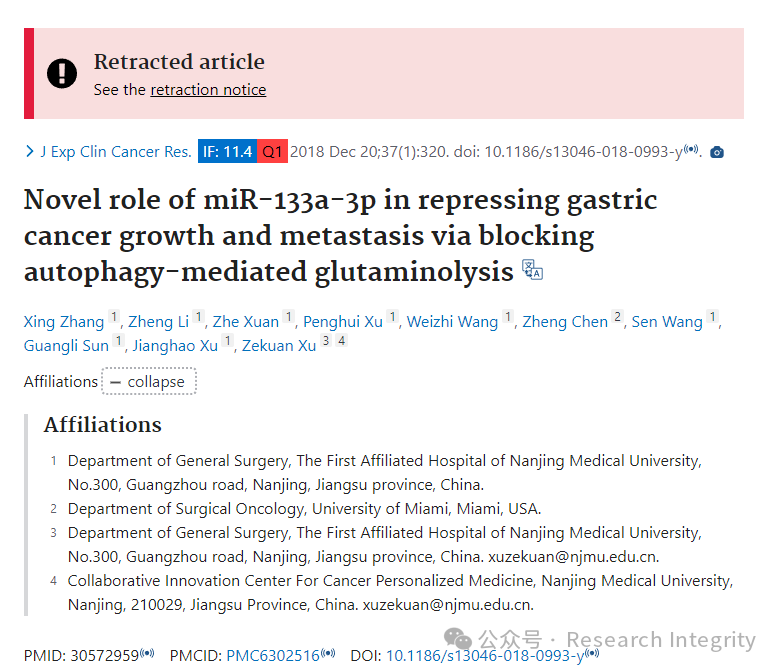 Retracted article
See the retraction notice
J Exp Clin Cancer Res. IF: 11.4 Q1 2018 Dec 20;37(1):320. doi: 10.1186/s13046-018-0993-y.
Novel role of miR-133a-3p in repressing gastric
cancer growth and metastasis via blocking
autophagy-mediated glutaminolysis
Xing Zhang 1, Zheng Li 1, Zhe Xuan 1, Penghui Xu 1, Weizhi Wang 1, Zheng Chen 2, Sen Wang 1,
Guangli Sun 1, Jianghao Xu 1, Zekuan Xu 3 4
Affiliations — collapse
Affiliations
1 Department of General Surgery, The First Affiliated Hospital of Nanjing Medical University,
No.300, Guangzhou road, Nanjing, Jiangsu province, China.
2 Department of Surgical Oncology, University of Miami, Miami, USA.
3 Department of General Surgery, The First Affiliated Hospital of Nanjing Medical University,
No.300, Guangzhou road, Nanjing, Jiangsu province, China. xuzekuan@njmu.edu.cn.
4 Collaborative Innovation Center For Cancer Personalized Medicine, Nanjing Medical University,
Nanjing, 210029, Jiangsu Province, China. xuzekuan@njmu.edu.cn.
公众号 · Research Integrity
PMID: 30572959 PMCID: PMC6302516 DOI: 10.1186/s13046-018-0993-y